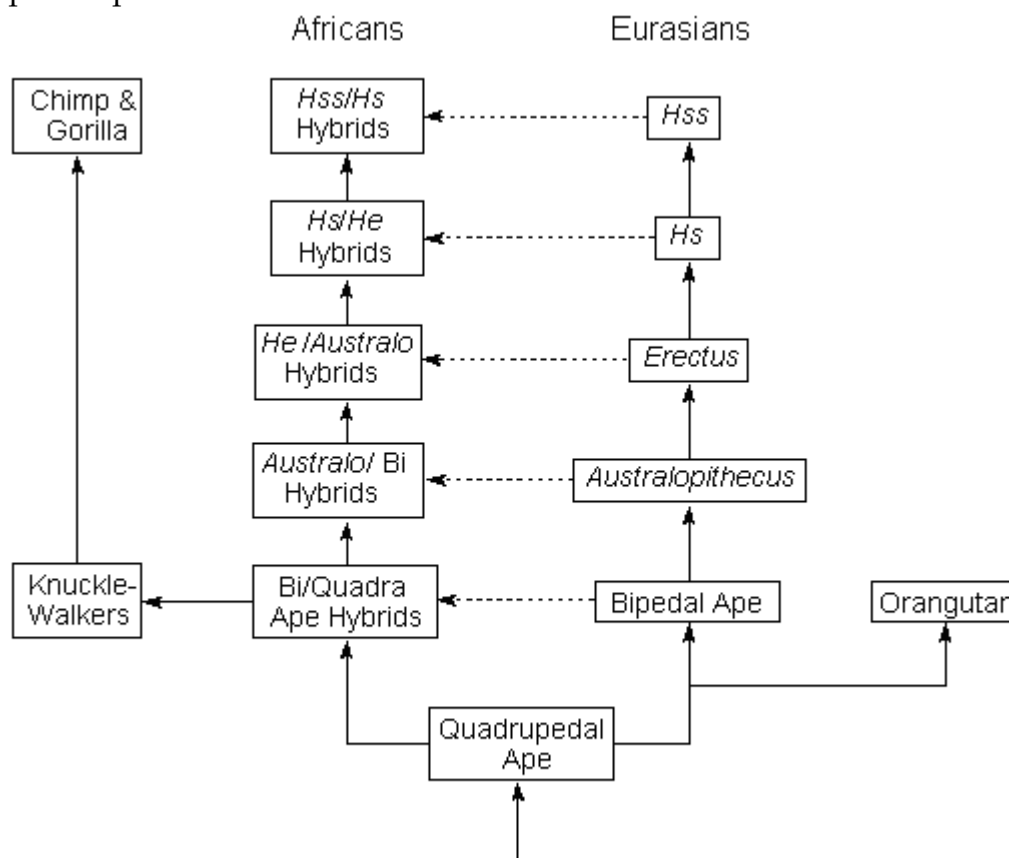 Africans
Eurasians
Chimp &
Gorilla
Hss/Hs
Hybrids
Hss
Hs/He
Hybrids
Hs
He /Australo
Hybrids
Erectus
Australo/ Bi
Hybrids
Australopithecus
Knuckle-
Walkers
Bi/Quadra
Ape Hybrids
Bipedal Ape
Orangutan
Quadrupedal
Ape